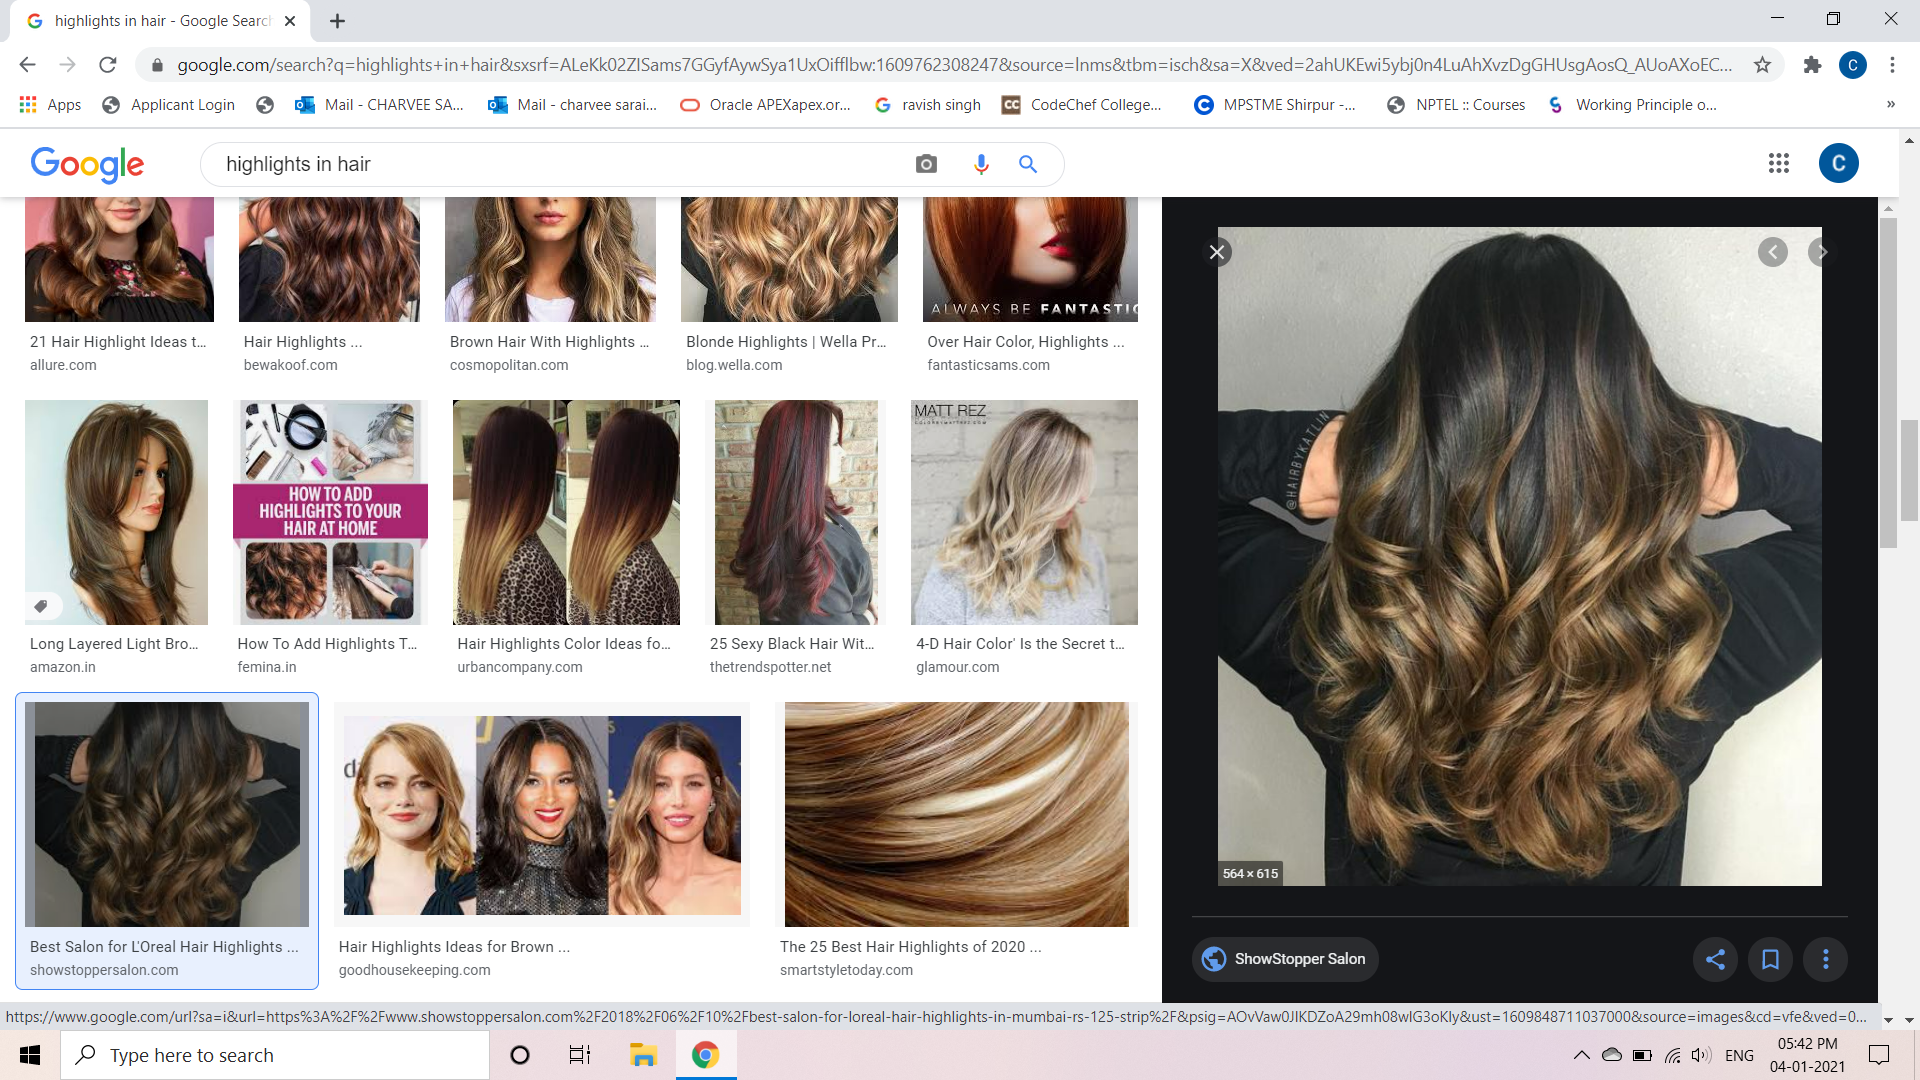 highlights in hair - Google Search
google.com/search?q=highlights+in+hair&sxsrf=ALeKk02ZISams7GGyfAywSya1UxOifflbw:1609762308247&source=lnms&tbm=isch&sa=X&ved=2ahUKEwi5ybj0n4LuAhXvzDgGHUsgAosQ_AUoAXoEC...
C
Apps
Applicant Login
Mail - CHARVEE SA...
Mail - charvee sarai...
Oracle APEXapex.or...
ravish singh
CodeChef College...
MPSTME Shirpur -...
NPTEL :: Courses
Working Principle o...
»
Google
highlights in hair
C
ALWAYS BE FANTASTIC
21 Hair Highlight Ideas t...
allure.com
Hair Highlights ...
bewakoof.com
Brown Hair With Highlights ...
cosmopolitan.com
Blonde Highlights | Wella Pr...
blog.wella.com
Over Hair Color, Highlights ...
fantasticsams.com
HOW TO ADD
HIGHLIGHTS TO YOUR
HAIR AT HOME
MATT REZ
Long Layered Light Bro...
amazon.in
How To Add Highlights T...
femina.in
Hair Highlights Color Ideas fo...
urbancompany.com
25 Sexy Black Hair Wit...
thetrendspotter.net
4-D Hair Color' Is the Secret t...
glamour.com
Best Salon for L'Oreal Hair Highlights ...
showstoppersalon.com
Hair Highlights Ideas for Brown ...
goodhousekeeping.com
The 25 Best Hair Highlights of 2020 ...
smartstyletoday.com
@HAIRBYKATLIN
564 × 615
ShowStopper Salon
https://www.google.com/url?sa=i&url=https%3A%2F%2Fwww.showstoppersalon.com%2F2018%2F06%2F10%2Fbest-salon-for-loreal-hair-highlights-in-mumbai-rs-125-strip%2F&psig=AOvVaw0JIKDZoA29mh08wIG3oKIy&ust=1609848711037000&source=images&cd=vfe&ved=0...
Type here to search
ENG
05:42 PM
04-01-2021